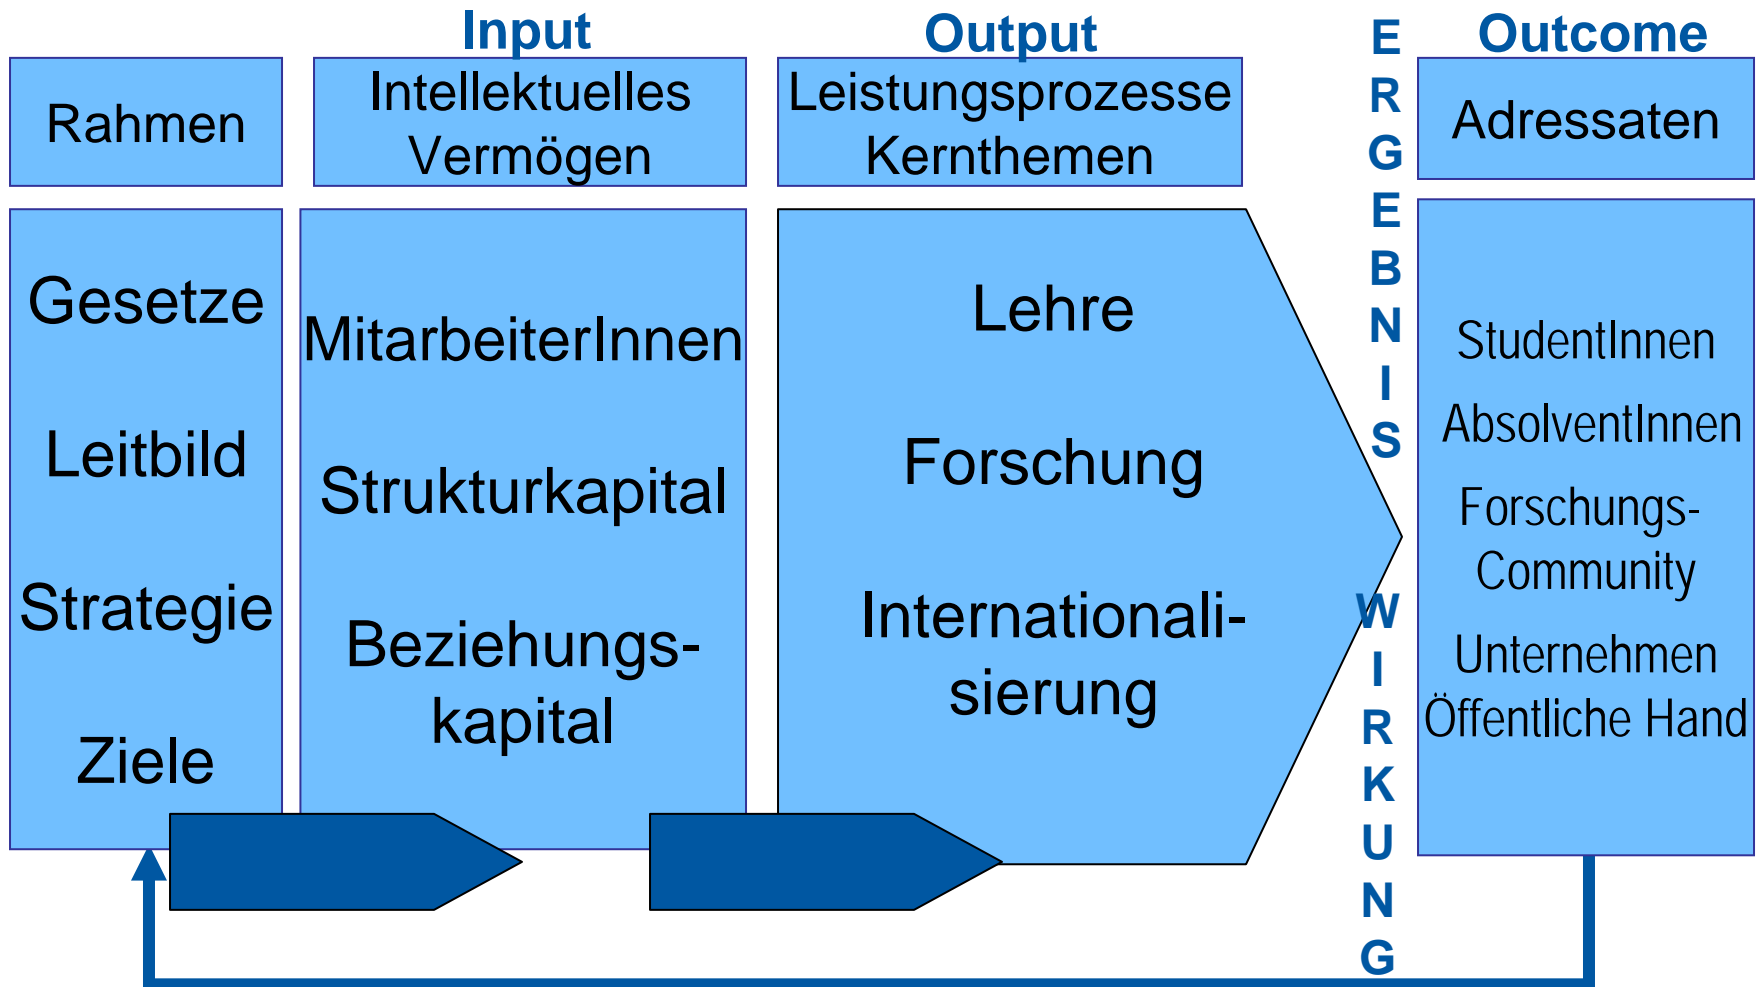 Input
Output
Outcome
Rahmen
Intellektuelles
Vermögen
Leistungsprozesse
Kernthemen
Adressaten
Gesetze
Leitbild
Strategie
Ziele
MitarbeiterInnen
Strukturkapital
Beziehungs-
kapital
Lehre
Forschung
Internationali-
sierung
E
R
G
E
B
N
I
S
W
I
R
K
U
N
G
StudentInnen
AbsolventInnen
Forschungs-
Community
Unternehmen
Öffentliche Hand